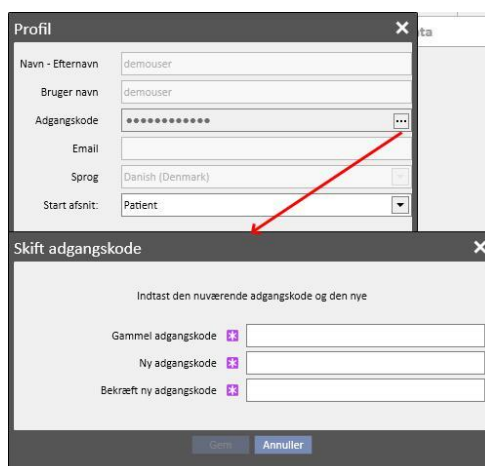 Profil
ta
Navn - Efternavn demouser
Bruger navn demouser
Adgangskode ●●●●●●●●●●●● ...
Email
Sprog Danish (Denmark)
Start afsnit: Patient
Skift adgangskode
Indtast den nuværende adgangskode og den nye
Gammel adgangskode
Ny adgangskode
Bekræft ny adgangskode
Gem Annuller